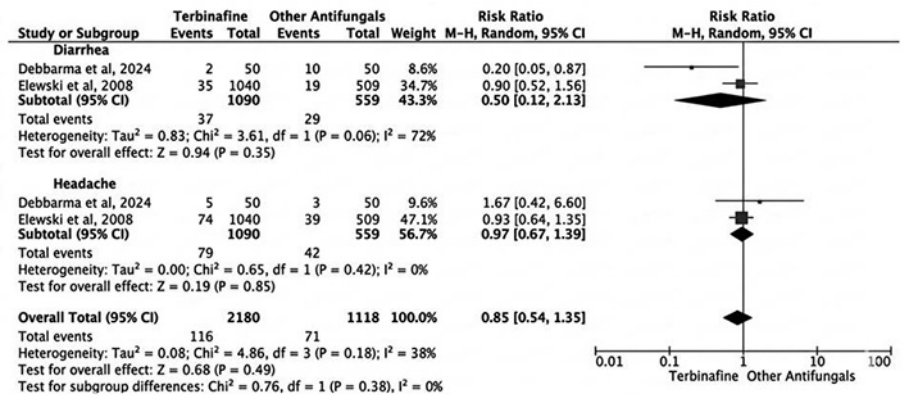 Terbinafine Other Antifungals Risk Ratio Risk Ratio
Study or Subgroup Events Total Events Total Weight M-H, Random, 95% CI M-H, Random, 95% CI
Diarrhea
Debbarma et al, 2024 2 50 10 50 8.6% 0.20 [0.05, 0.87]
Elewski et al, 2008 35 1040 19 509 34.7% 0.90 [0.52, 1.56]
Subtotal (95% CI) 1090 559 43.3% 0.50 [0.12, 2.13]
Total events 37 29
Heterogeneity: Tau² = 0.83; Chi² = 3.61, df = 1 (P = 0.06); I² = 72%
Test for overall effect: Z = 0.94 (P = 0.35)
Headache
Debbarma et al, 2024 5 50 3 50 9.6% 1.67 [0.42, 6.60]
Elewski et al, 2008 74 1040 39 509 47.1% 0.93 [0.64, 1.35]
Subtotal (95% CI) 1090 559 56.7% 0.97 [0.67, 1.39]
Total events 79 42
Heterogeneity: Tau² = 0.00; Chi² = 0.65, df = 1 (P = 0.42); I² = 0%
Test for overall effect: Z = 0.19 (P = 0.85)
Overall Total (95% CI) 2180 1118 100.0% 0.85 [0.54, 1.35]
Total events 116 71
Heterogeneity: Tau² = 0.08; Chi² = 4.86, df = 3 (P = 0.18); I² = 38%
Test for overall effect: Z = 0.68 (P = 0.49)
Test for subgroup differences: Chi² = 0.76, df = 1 (P = 0.38), I² = 0%
0.01 0.1 1 10 100
Terbinafine Other Antifungals